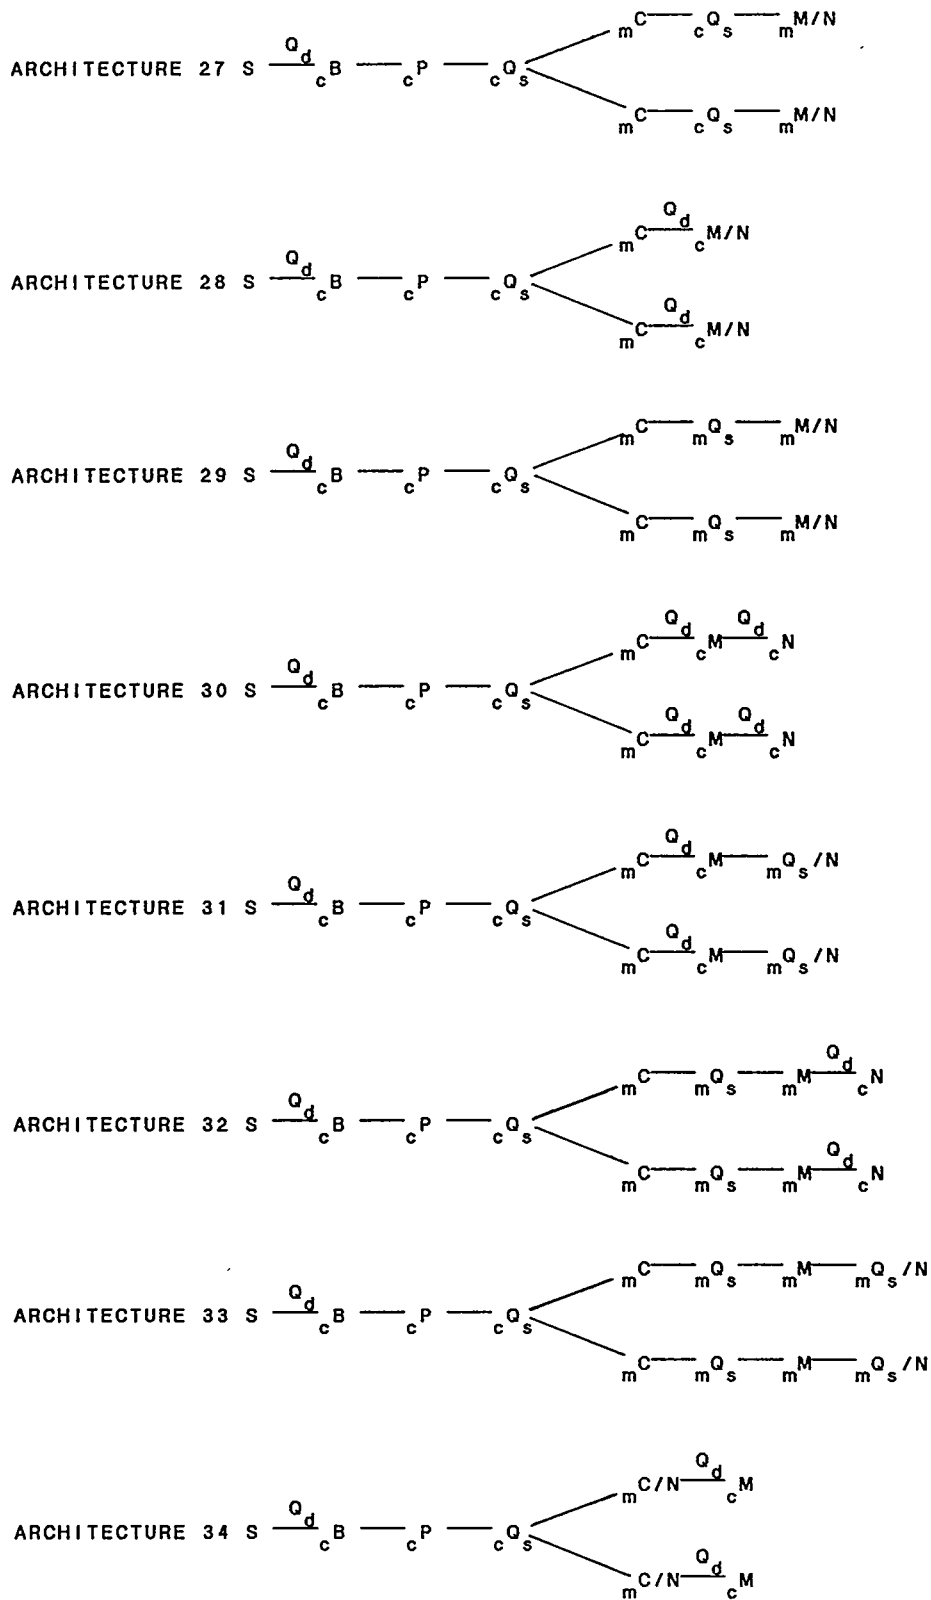 mC cQs mM/N
Qd
ARCHITECTURE 27 S cB cP cQs
mC cQs mM/N
Qd
mC cM/N
Qd
ARCHITECTURE 28 S cB cP cQs
Qd
mC cM/N
mC mQs mM/N
Qd
ARCHITECTURE 29 S cB cP cQs
mC mQs mM/N
Qd Qd
mC cM cN
Qd
ARCHITECTURE 30 S cB cP cQs
Qd Qd
mC cM cN
Qd
mC cM mQs/N
Qd
ARCHITECTURE 31 S cB cP cQs
Qd
mC cM mQs/N
Qd
mC mQs mM cN
Qd
ARCHITECTURE 32 S cB cP cQs
Qd
mC mQs mM cN
mC mQs mM mQs/N
Qd
ARCHITECTURE 33 S cB cP cQs
mC mQs mM mQs/N
Qd
mC/N cM
Qd
ARCHITECTURE 34 S cB cP cQs
Qd
mC/N cM